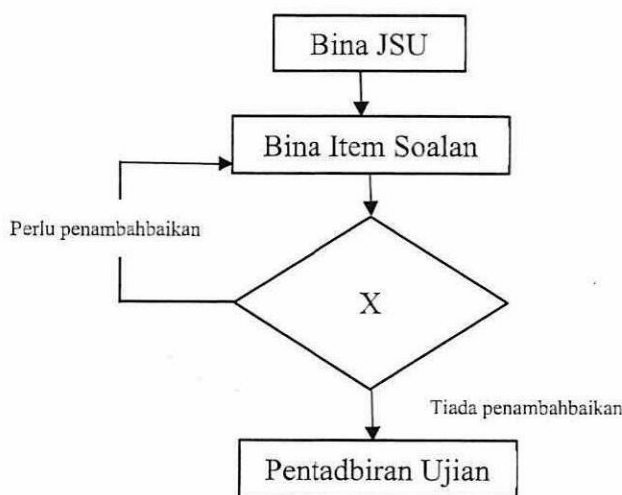 Bina JSU
Bina Item Soalan
Perlu penambahbaikan
X
Tiada penambahbaikan
Pentadbiran Ujian